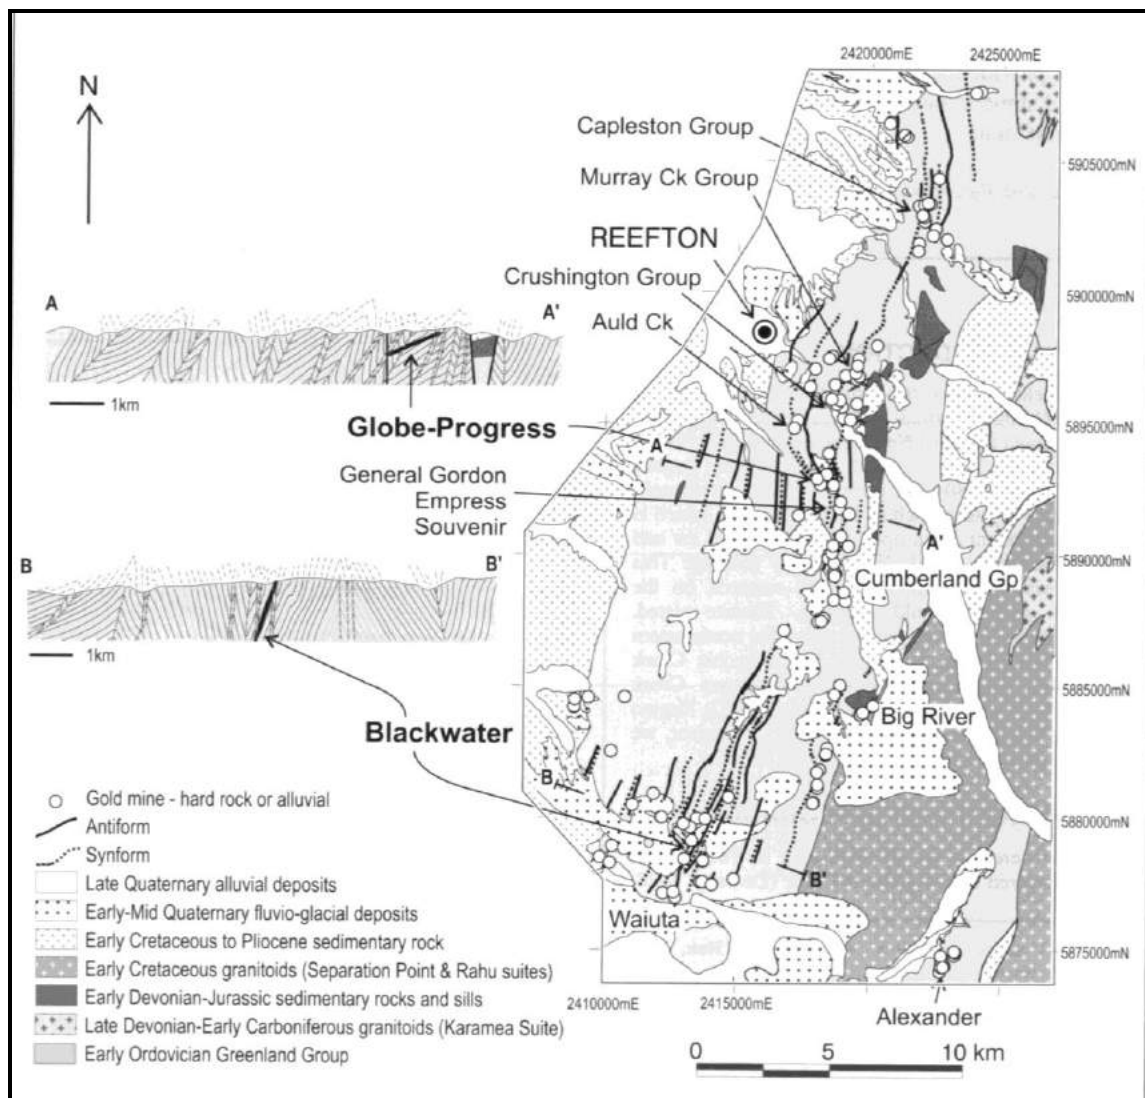 2420000mE 2425000mE
N
Capleston Group
5905000mN
Murray Ck Group
REEFTON
Crushington Group
5900000mN
A A'
Auld Ck
1km
Globe-Progress
5895000mN
A
General Gordon
Empress
Souvenir
A'
B B'
5890000mN
Cumberland Gp
1km
5885000mN
Big River
Blackwater
B
Gold mine - hard rock or alluvial
5880000mN
Antiform
Synform
B'
Late Quaternary alluvial deposits
Early-Mid Quaternary fluvio-glacial deposits
Waiuta
Early Cretaceous to Pliocene sedimentary rock
5875000mN
Early Cretaceous granitoids (Separation Point & Rahu suites)
Early Devonian-Jurassic sedimentary rocks and sills
2410000mE 2415000mE
Alexander
Late Devonian-Early Carboniferous granitoids (Karamea Suite)
Early Ordovician Greenland Group
0 5 10 km